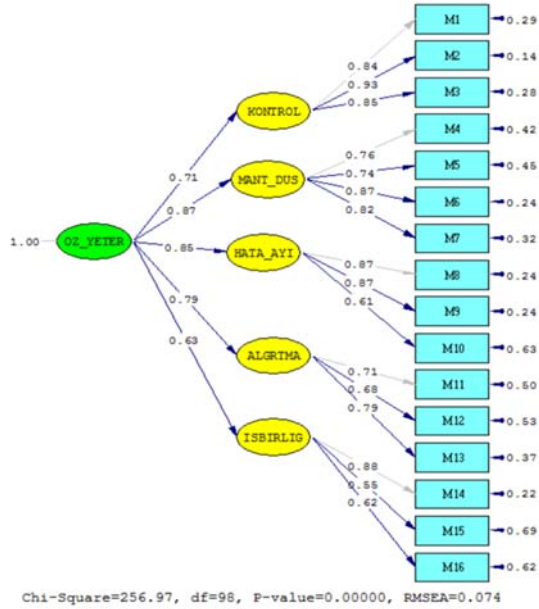 M1 0.29
0.84
M2 0.14
0.93
0.85
M3 0.28
KONTROL
M4 0.42
0.76
0.71
M5 0.45
0.74
MANT_DUS
0.87
M6 0.24
0.87
0.82
M7 0.32
1.00 OZ_YETER
0.85
HATA_AYI
0.87
M8 0.24
0.87
M9 0.24
0.61
0.79
M10 0.63
ALGRTMA
0.71
M11 0.50
0.63
0.68
M12 0.53
0.79
M13 0.37
ISBIRLIG
0.88
M14 0.22
0.55
M15 0.69
0.62
M16 0.62
Chi-Square=256.97, df=98, P-value=0.00000, RMSEA=0.074